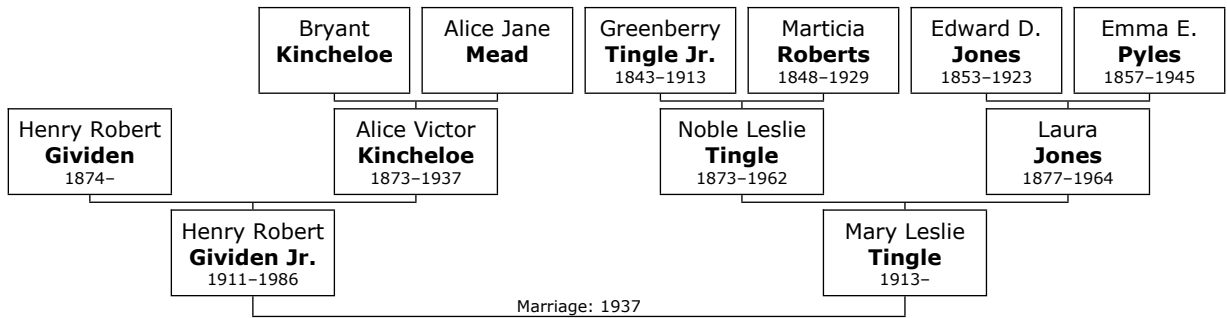 Bryant
Kincheloe
Alice Jane
Mead
Greenberry
Tingle Jr.
1843–1913
Marticia
Roberts
1848–1929
Edward D.
Jones
1853–1923
Emma E.
Pyles
1857–1945
Henry Robert
Gividen
1874–
Alice Victor
Kincheloe
1873–1937
Noble Leslie
Tingle
1873–1962
Laura
Jones
1877–1964
Henry Robert
Gividen Jr.
1911–1986
Mary Leslie
Tingle
1913–
Marriage: 1937